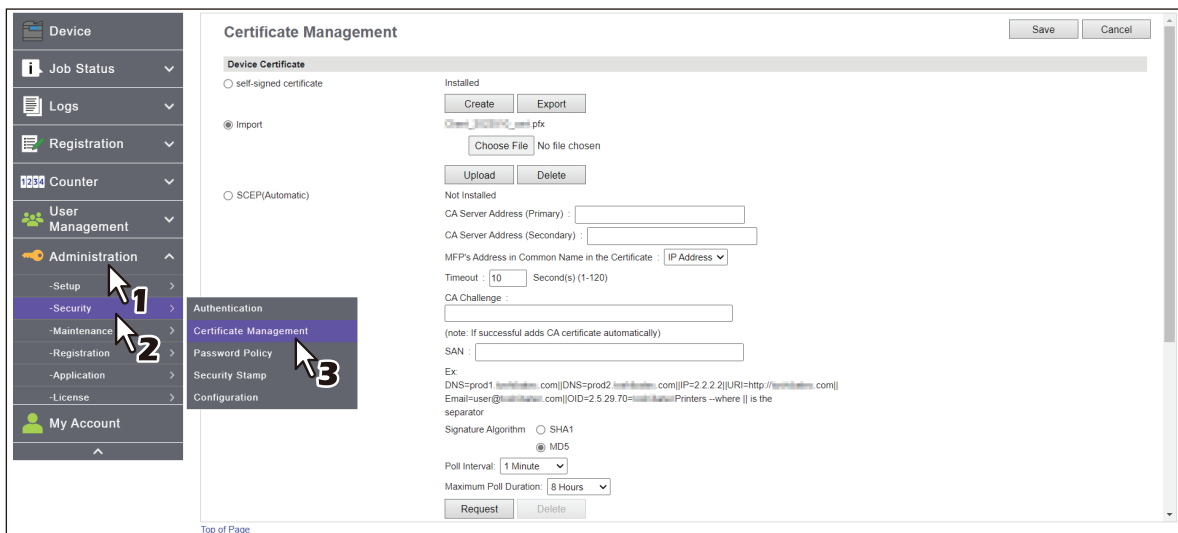 Device
Job Status
Logs
Registration
1234 Counter
User
Management
Administration
-Setup
-Security
-Maintenance
-Registration
-Application
-License
My Account
1
2
3
Authentication
Certificate Management
Password Policy
Security Stamp
Configuration
Certificate Management
Save Cancel
Device Certificate
self-signed certificate Installed
Create Export
Import .pfx
Choose File No file chosen
Upload Delete
SCEP(Automatic) Not Installed
CA Server Address (Primary) :
CA Server Address (Secondary) :
MFP's Address in Common Name in the Certificate : IP Address
Timeout : 10 Second(s) (1-120)
CA Challenge :
(note: If successful adds CA certificate automatically)
SAN :
Ex:
DNS=prod1. .com||DNS=prod2. .com||IP=2.2.2.2||URI=http:// .com||
Email=user@ .com||OID=2.5.29.70= Printers --where || is the
separator
Signature Algorithm SHA1
MD5
Poll Interval: 1 Minute
Maximum Poll Duration: 8 Hours
Request Delete
Top of Page